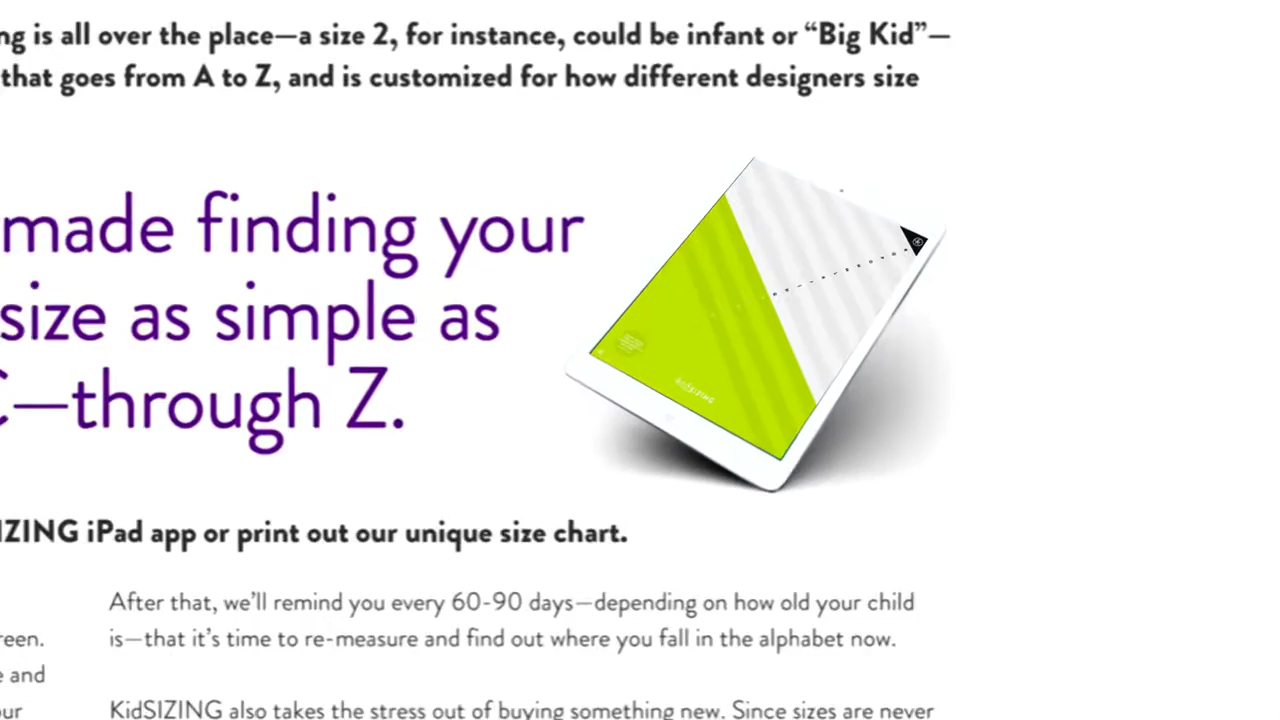 ng is all over the place—a size 2, for instance, could be infant or “Big Kid”—
that goes from A to Z, and is customized for how different designers size
made finding your
size as simple as
C—through Z.
kidSIZING
IZING iPad app or print out our unique size chart.
After that, we’ll remind you every 60-90 days—depending on how old your child
is—that it’s time to re-measure and find out where you fall in the alphabet now.
reen.
e and
our
KidSIZING also takes the stress out of buying something new. Since sizes are never